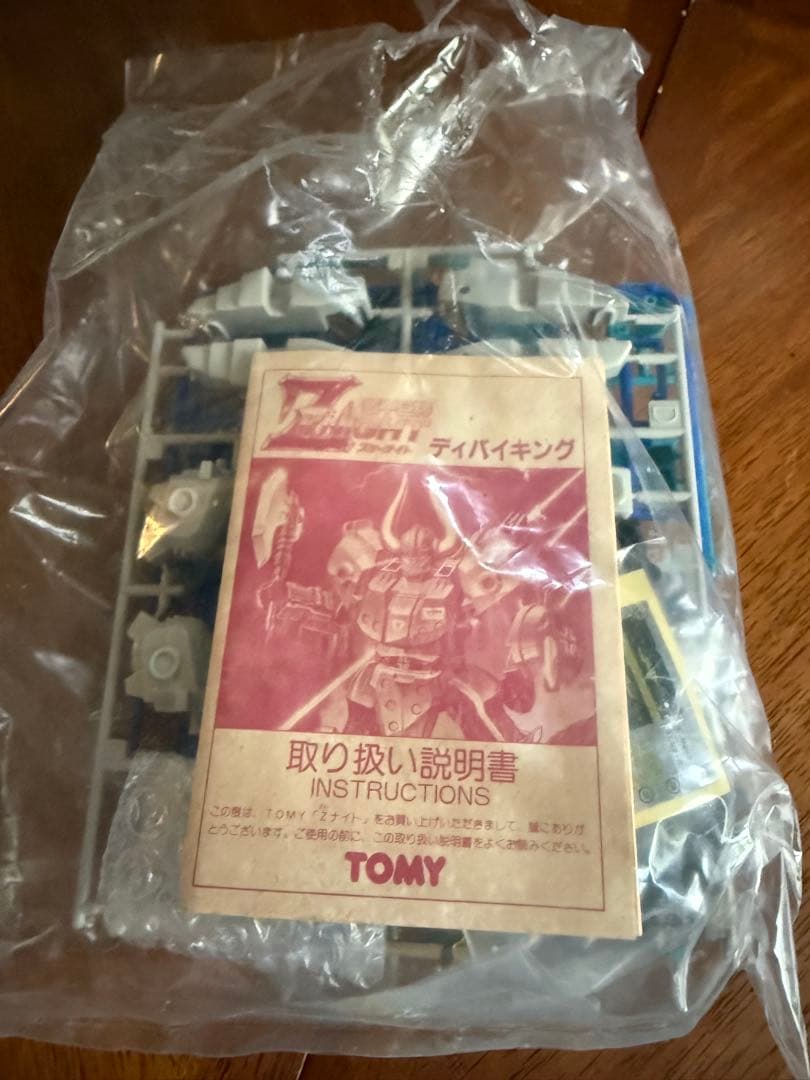 Z KNIGHT
ズィーナイト ディバイキング
取り扱い説明書
INSTRUCTIONS
この度は、TOMY「Zナイト」をお買い上げいただきまして、誠にありが
とうございます。ご使用の前に、この取り扱い説明書をよくお読みください。
TOMY